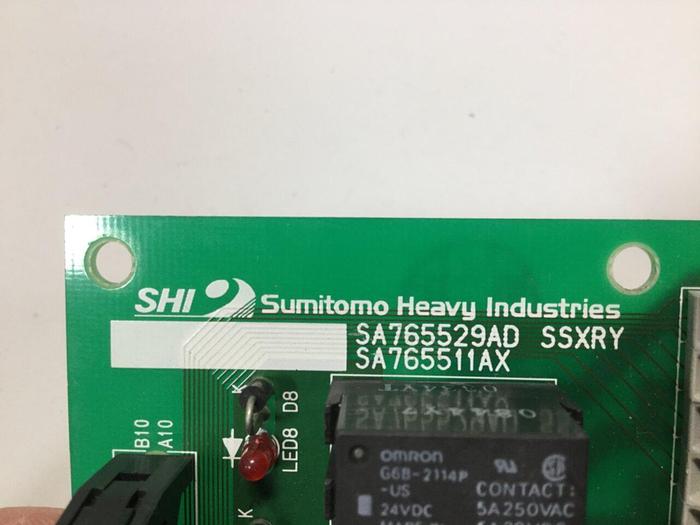 SHI Sumitomo Heavy Industries
SA765529AD SSXRY
SA765511AX
K
D8
LED8
B10
A10
K
omron
G6B-2114P
-US CONTACT:
24VDC 5A250VAC